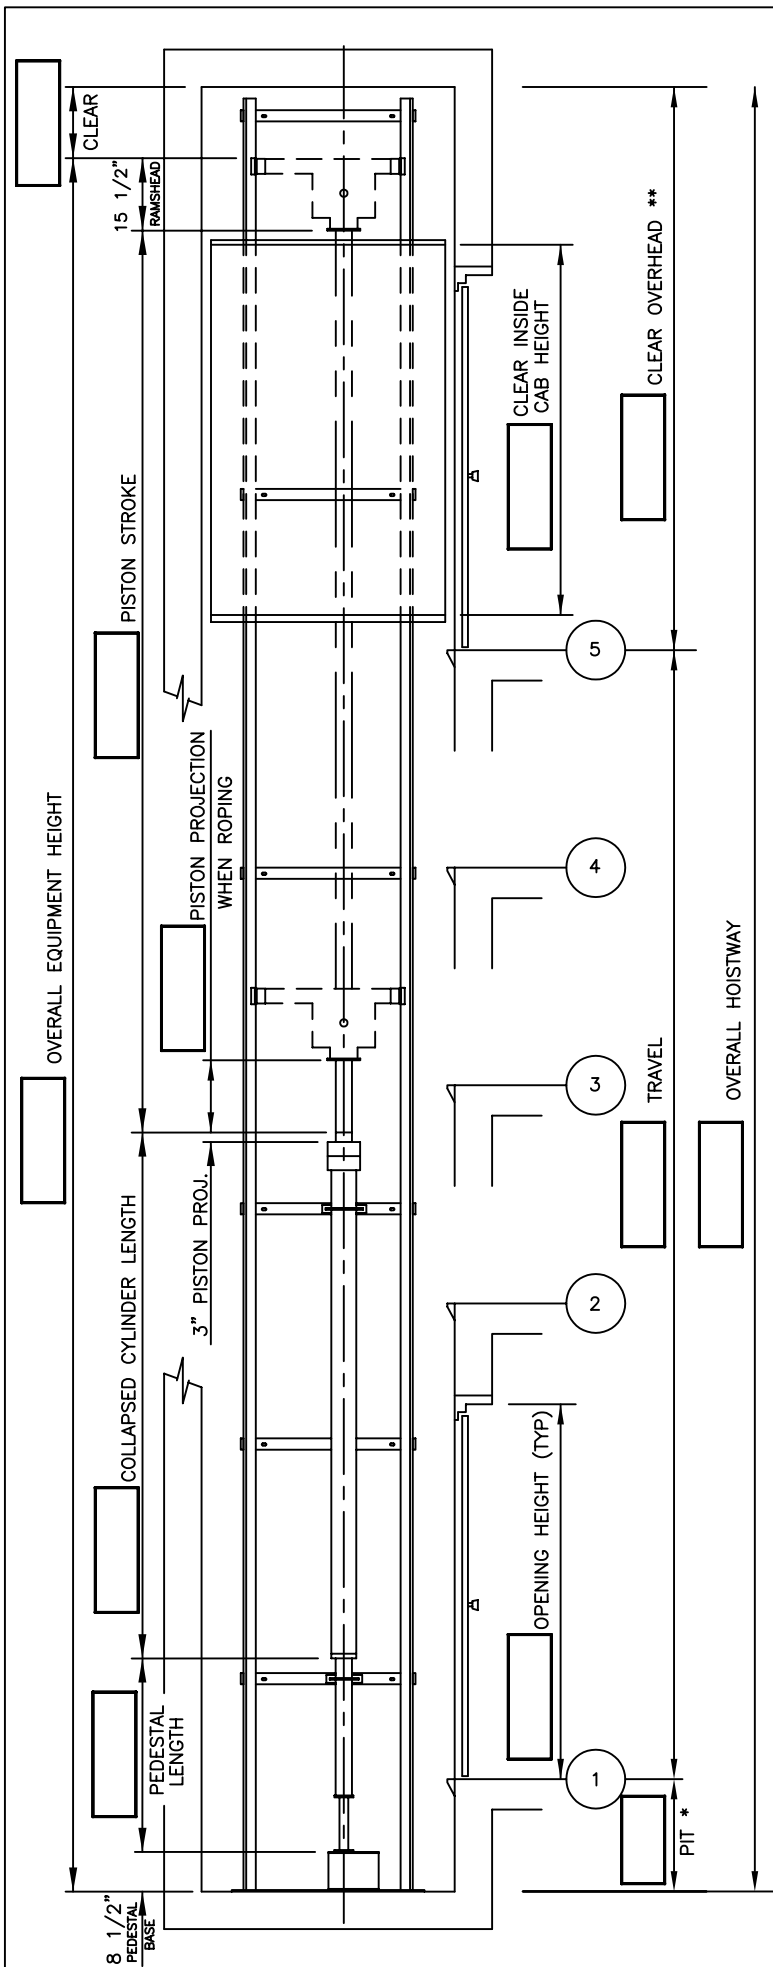 CLEAR
15 1/2"
RAMSHEAD
OVERALL EQUIPMENT HEIGHT
PISTON STROKE
PISTON PROJECTION
WHEN ROPING
COLLAPSED CYLINDER LENGTH
3" PISTON PROJ.
PEDESTAL
LENGTH
8 1/2"
PEDESTAL
BASE
CLEAR INSIDE
CAB HEIGHT
CLEAR OVERHEAD **
5
4
3
2
1
TRAVEL
OVERALL HOISTWAY
OPENING HEIGHT (TYP)
PIT *